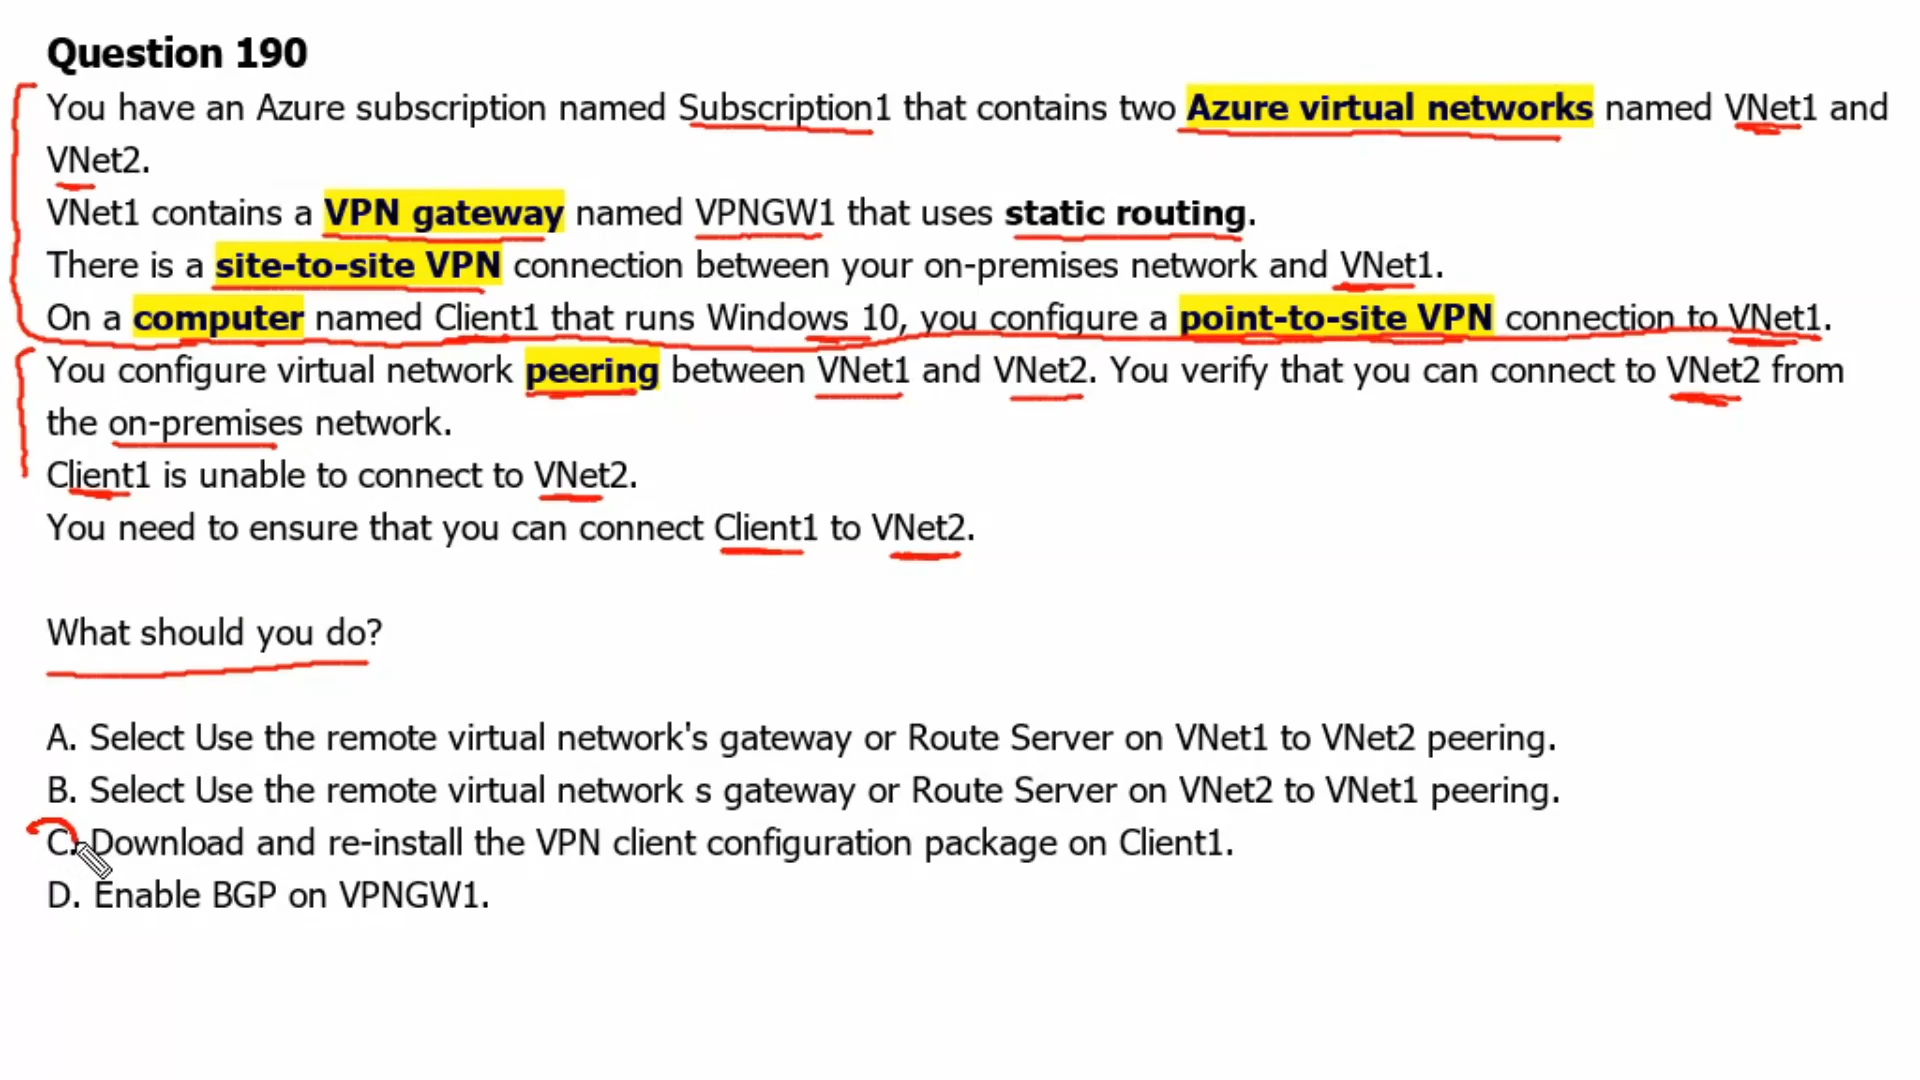 Question 190
You have an Azure subscription named Subscription1 that contains two Azure virtual networks named VNet1 and
VNet2.
VNet1 contains a VPN gateway named VPNGW1 that uses static routing.
There is a site-to-site VPN connection between your on-premises network and VNet1.
On a computer named Client1 that runs Windows 10, you configure a point-to-site VPN connection to VNet1.
You configure virtual network peering between VNet1 and VNet2. You verify that you can connect to VNet2 from
the on-premises network.
Client1 is unable to connect to VNet2.
You need to ensure that you can connect Client1 to VNet2.
What should you do?
A. Select Use the remote virtual network's gateway or Route Server on VNet1 to VNet2 peering.
B. Select Use the remote virtual network s gateway or Route Server on VNet2 to VNet1 peering.
C. Download and re-install the VPN client configuration package on Client1.
D. Enable BGP on VPNGW1.